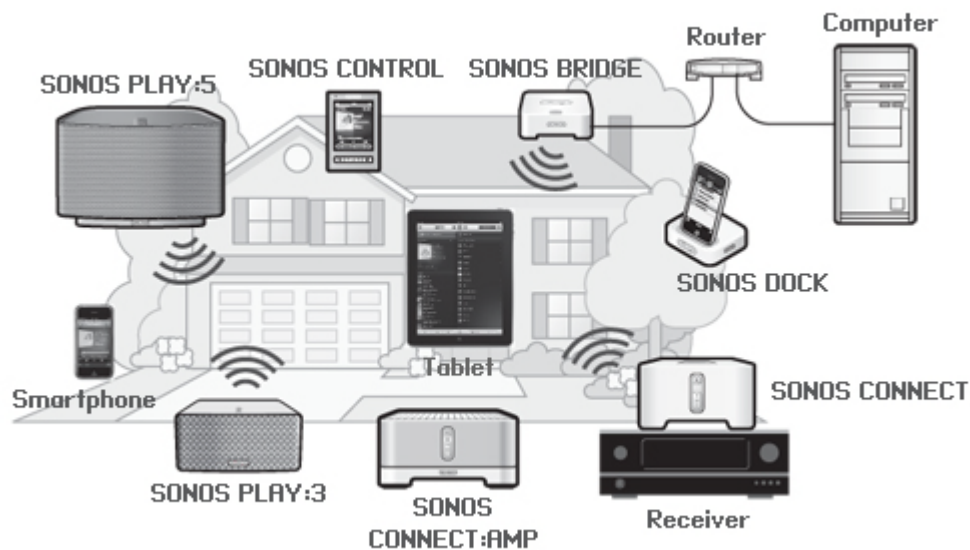 Computer
Router
SONOS CONTROL
SONOS BRIDGE
SONOS PLAY:5
SONOS DOCK
Tablet
SONOS CONNECT
Smartphone
SONOS PLAY:3
SONOS
CONNECT:AMP
Receiver